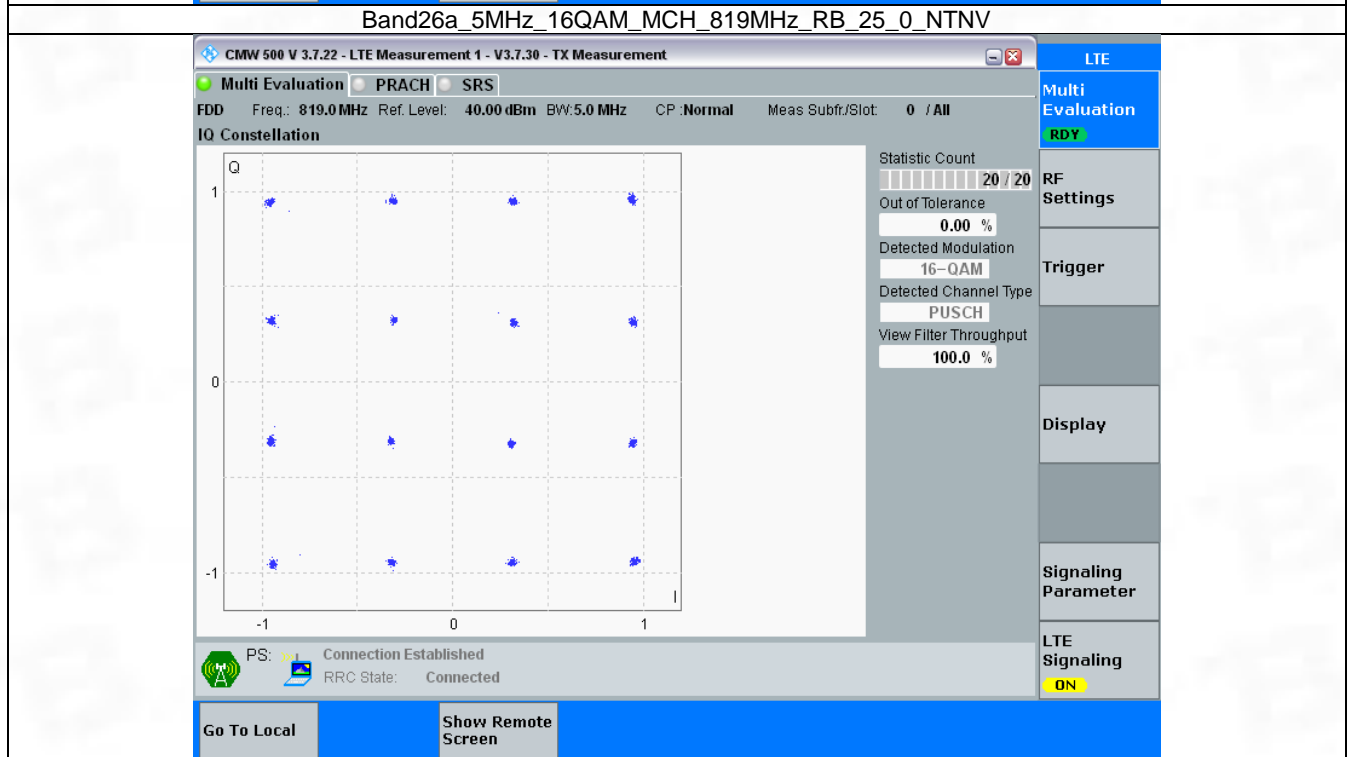 Band26a_5MHz_16QAM_MCH_819MHz_RB_25_0_NTNV
CMW 500 V 3.7.22 - LTE Measurement 1 - V3.7.30 - TX Measurement
Multi Evaluation PRACH SRS
FDD Freq.: 819.0 MHz Ref. Level: 40.00 dBm BW: 5.0 MHz CP :Normal Meas Subfr./Slot: 0 / All
IQ Constellation
Q
1
0
-1
I
-1 0 1
Statistic Count
20 / 20
Out of Tolerance
0.00 %
Detected Modulation
16-QAM
Detected Channel Type
PUSCH
View Filter Throughput
100.0 %
PS: Connection Established
RRC State: Connected
LTE
Multi
Evaluation
RDY
RF
Settings
Trigger
Display
Signaling
Parameter
LTE
Signaling
ON
Go To Local
Show Remote
Screen